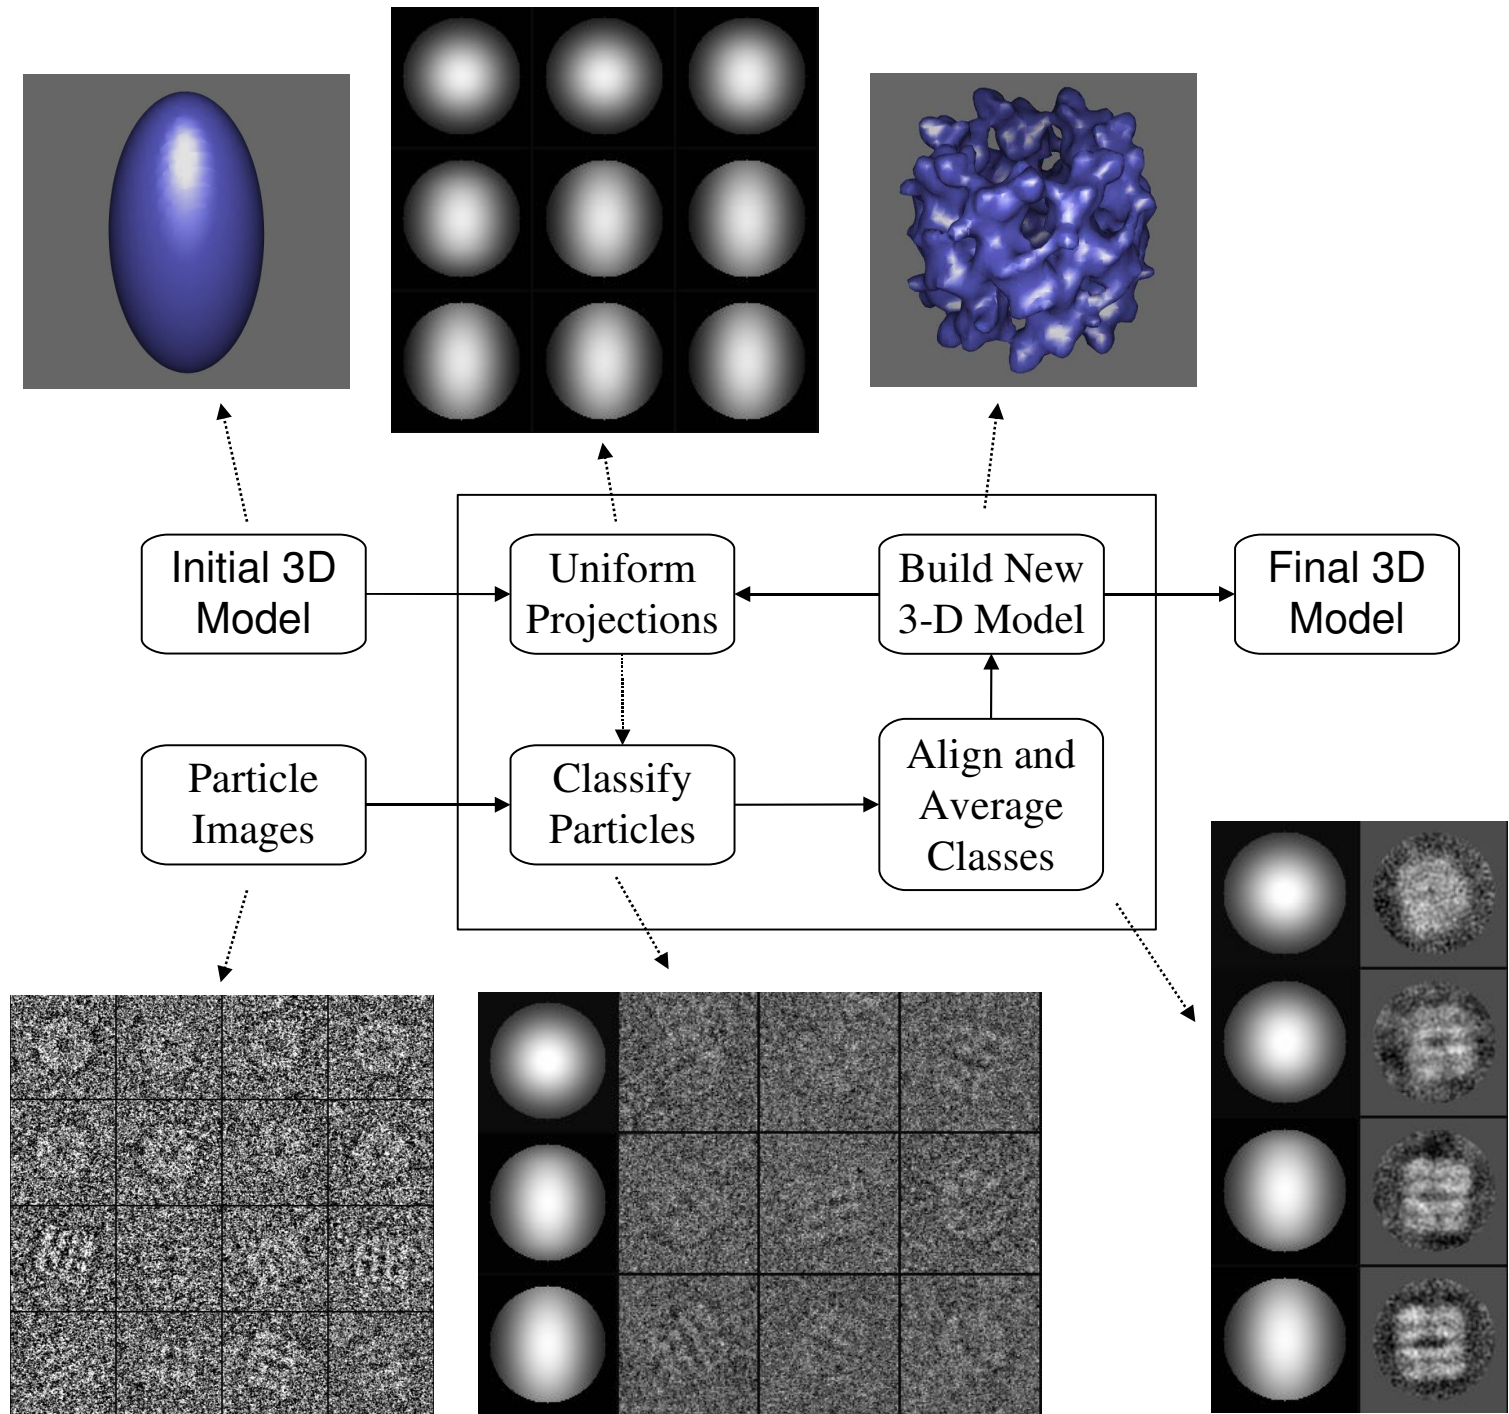 Initial 3D
Model
Uniform
Projections
Build New
3-D Model
Final 3D
Model
Particle
Images
Classify
Particles
Align and
Average
Classes